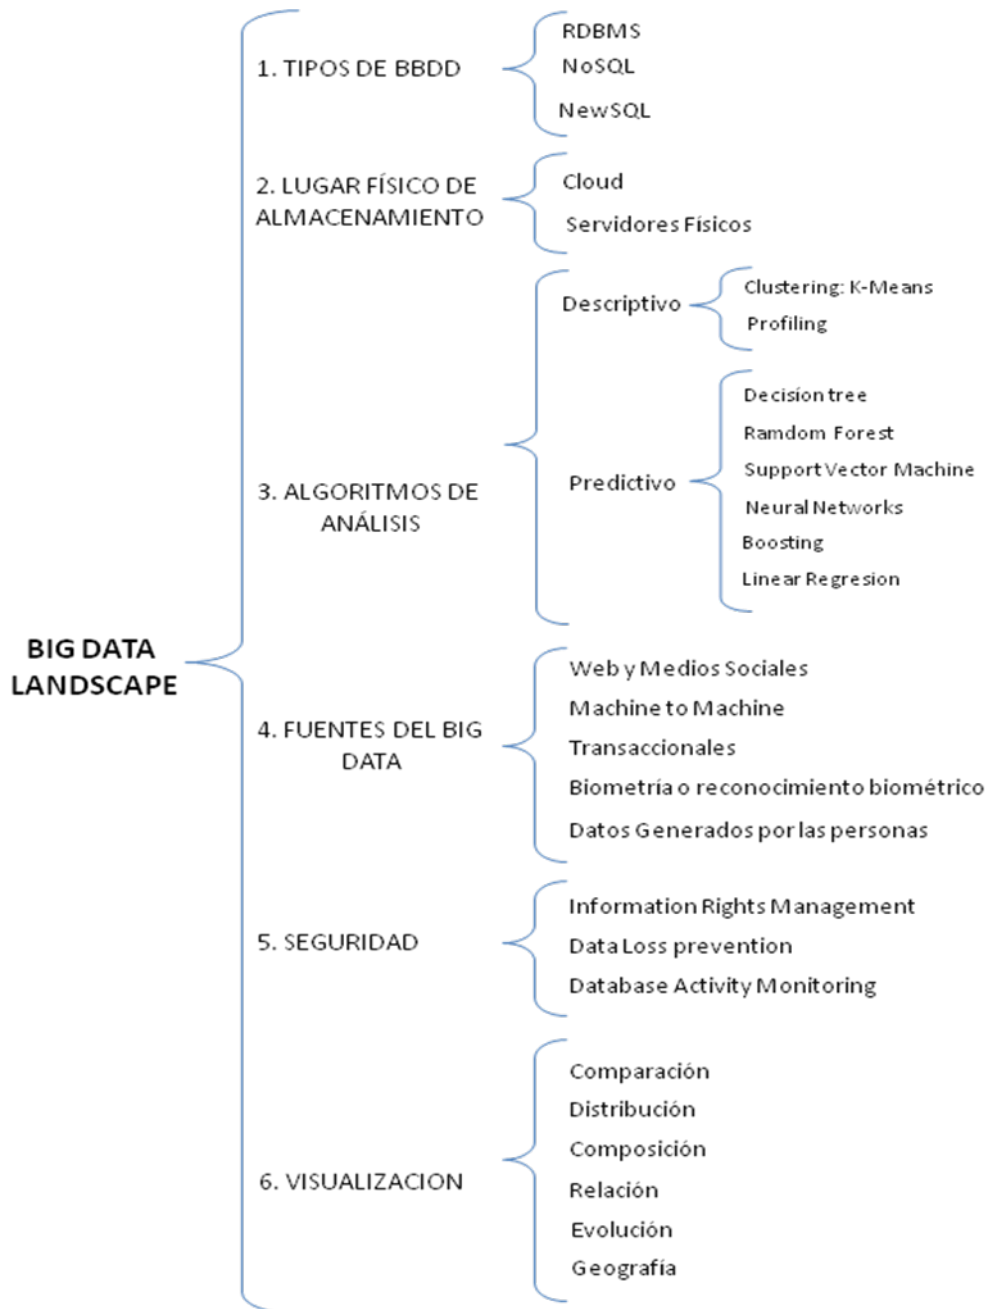 BIG DATA
LANDSCAPE
1. TIPOS DE BBDD
RDBMS
NoSQL
NewSQL
2. LUGAR FÍSICO DE
ALMACENAMIENTO
Cloud
Servidores Físicos
3. ALGORITMOS DE
ANÁLISIS
Descriptivo
Clustering: K-Means
Profiling
Predictivo
Decisíon tree
Ramdom Forest
Support Vector Machine
Neural Networks
Boosting
Linear Regresion
4. FUENTES DEL BIG
DATA
Web y Medios Sociales
Machine to Machine
Transaccionales
Biometría o reconocimiento biométrico
Datos Generados por las personas
5. SEGURIDAD
Information Rights Management
Data Loss prevention
Database Activity Monitoring
6. VISUALIZACION
Comparación
Distribución
Composición
Relación
Evolución
Geografía